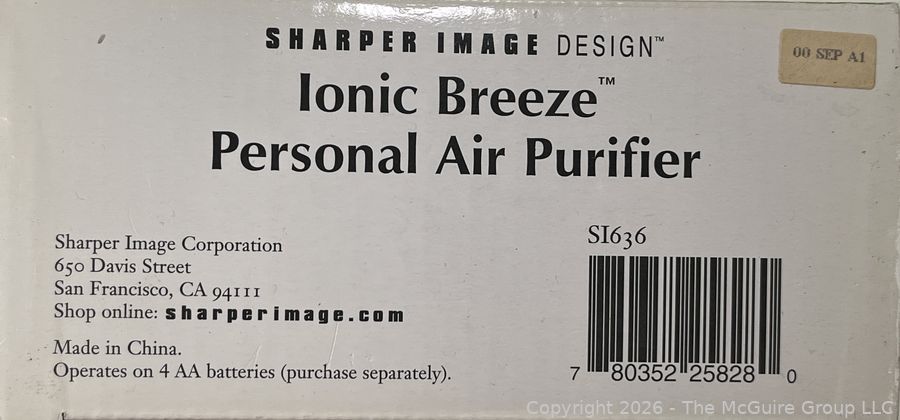 SHARPER IMAGE DESIGN™
00 SEP A1
Ionic Breeze™
Personal Air Purifier
Sharper Image Corporation
650 Davis Street
San Francisco, CA 94111
Shop online: sharperimage.com
Made in China.
Operates on 4 AA batteries (purchase separately).
SI636
7 80352 25828 0
Copyright 2026 - The McGuire Group LLC